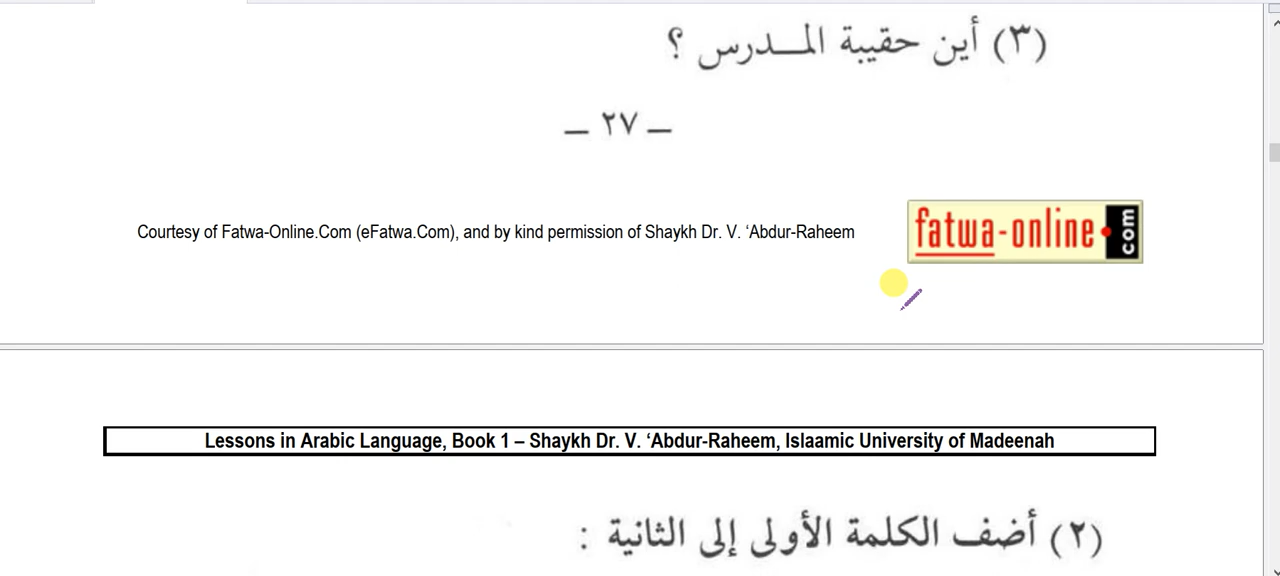 (٣) أين حقيبة المـــدرس ؟
– ٢٧ –
Courtesy of Fatwa-Online.Com (eFatwa.Com), and by kind permission of Shaykh Dr. V. ‘Abdur-Raheem
fatwa-online.com
Lessons in Arabic Language, Book 1 – Shaykh Dr. V. ‘Abdur-Raheem, Islaamic University of Madeenah
(٢) أضف الكلمة الأولى إلى الثانية :